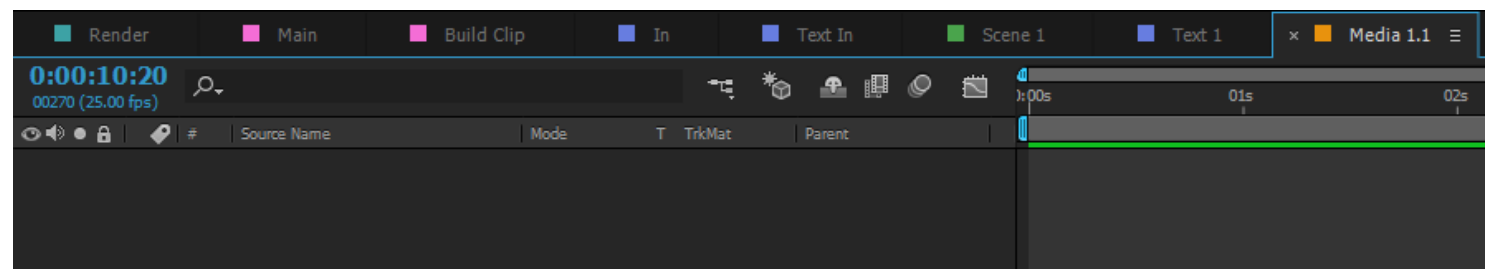 Render Main Build Clip In Text In Scene 1 Text 1 × Media 1.1
0:00:10:20
00270 (25.00 fps)
0:00s 01s 02s
# Source Name Mode T TrkMat Parent